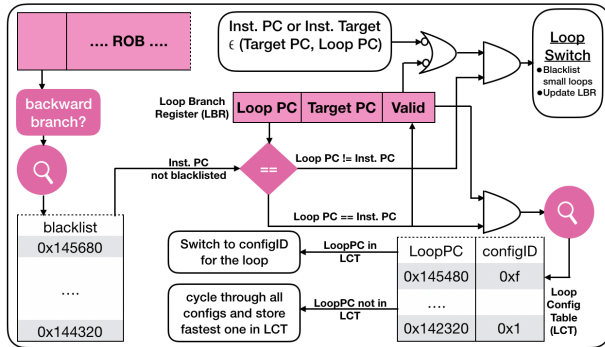 .... ROB ....
Inst. PC or Inst. Target
ϵ (Target PC, Loop PC)
Loop
Switch
● Blacklist
small loops
● Update LBR
backward
branch?
Loop Branch
Register (LBR)
Loop PC Target PC Valid
Inst. PC
not blacklisted
==
Loop PC != Inst. PC
Loop PC == Inst. PC
blacklist
0x145680
....
0x144320
Switch to configID
for the loop
LoopPC in
LCT
cycle through all
configs and store
fastest one in LCT
LoopPC not in
LCT
LoopPC configID
0x145480 0xf
....
0x142320 0x1
Loop
Config
Table
(LCT)